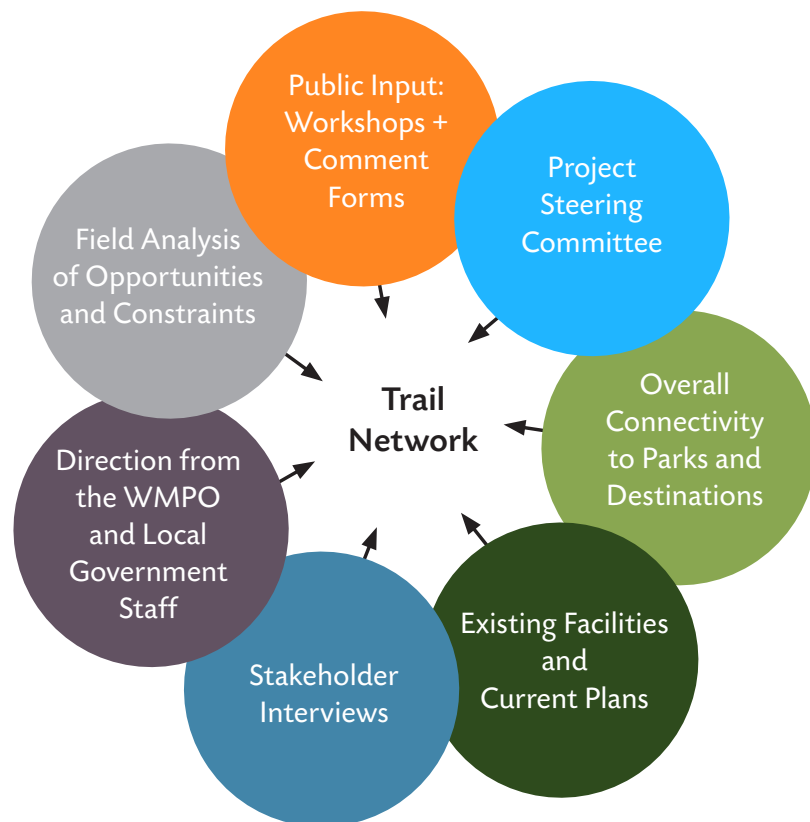 Public Input:
Workshops +
Comment
Forms
Project
Steering
Committee
Overall
Connectivity
to Parks and
Destinations
Existing Facilities
and
Current Plans
Stakeholder
Interviews
Direction from
the WMPO
and Local
Government
Staff
Field Analysis
of Opportunities
and Constraints
Trail
Network